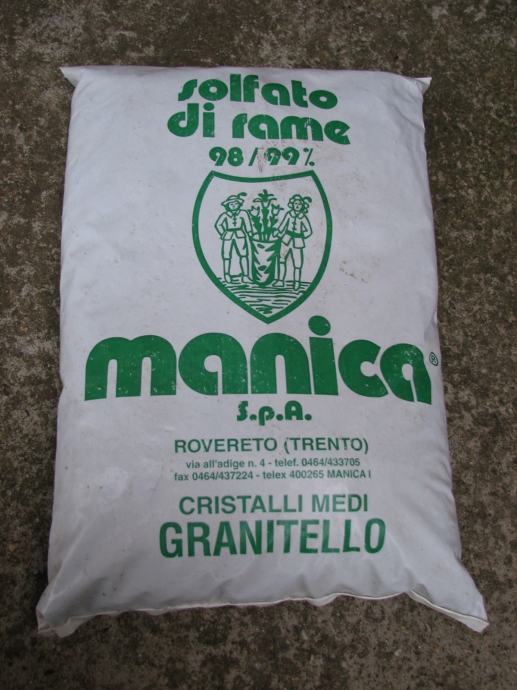 solfato
di rame
98/99%
manica®
S.p.A.
ROVERETO (TRENTO)
via all'adige n. 4 - telef. 0464/433705
fax 0464/437224 - telex 400265 MANICA I
CRISTALLI MEDI
GRANITELLO